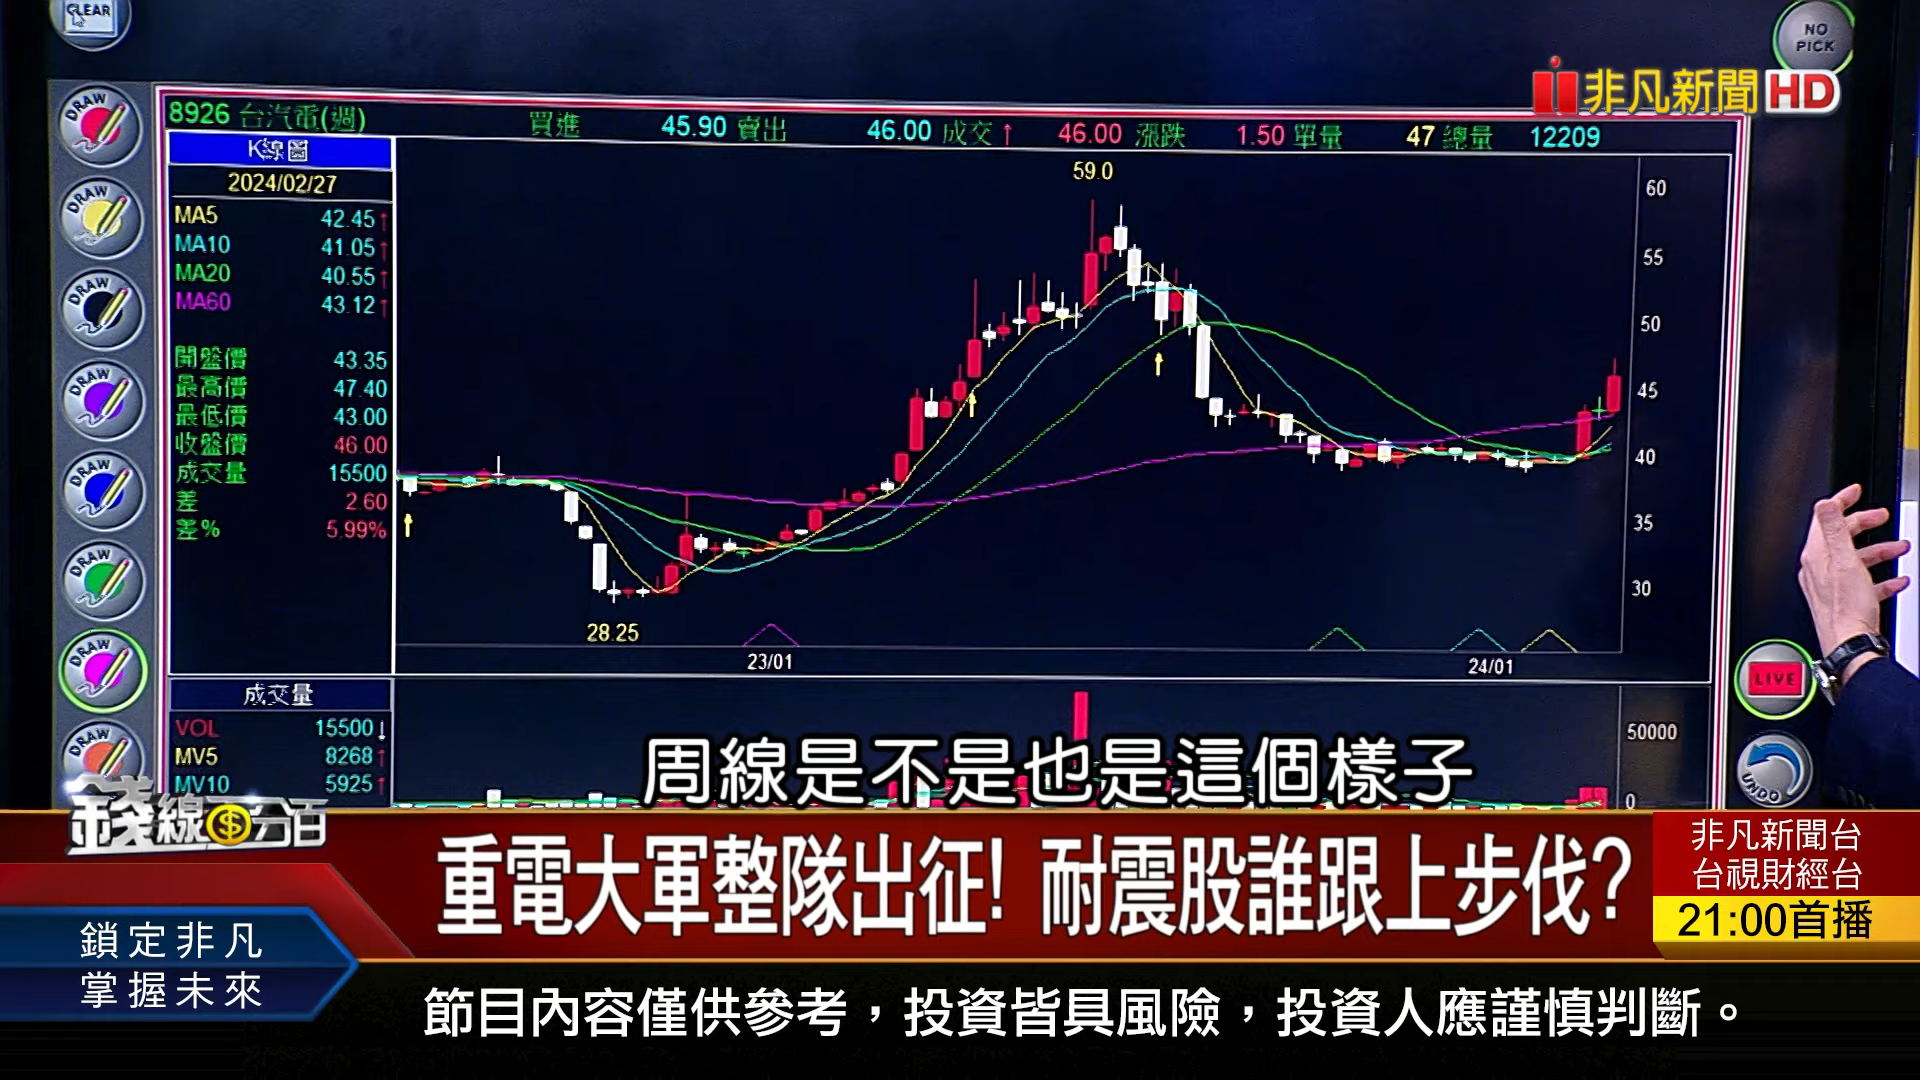 CLEAR
NO PICK
非凡新聞HD
8926 台汽電(週) 買進 45.90 賣出 46.00 成交↑ 46.00 漲跌 1.50 單量 47 總量 12209
K線圖
2024/02/27
MA5 42.45↑
MA10 41.05↑
MA20 40.55↑
MA60 43.12↑
開盤價 43.35
最高價 47.40
最低價 43.00
收盤價 46.00
成交量 15500
差 2.60
差% 5.99%
59.0
28.25
60
55
50
45
40
35
30
23/01
24/01
成交量
VOL 15500↓
MV5 8268↑
MV10 5925↑
50000
0
DRAW
DRAW
DRAW
DRAW
DRAW
DRAW
DRAW
DRAW
LIVE
UNDO
周線是不是也是這個樣子
錢線$百分百
重電大軍整隊出征! 耐震股誰跟上步伐?
非凡新聞台
台視財經台
21:00首播
鎖定非凡
掌握未來
節目內容僅供參考，投資皆具風險，投資人應謹慎判斷。